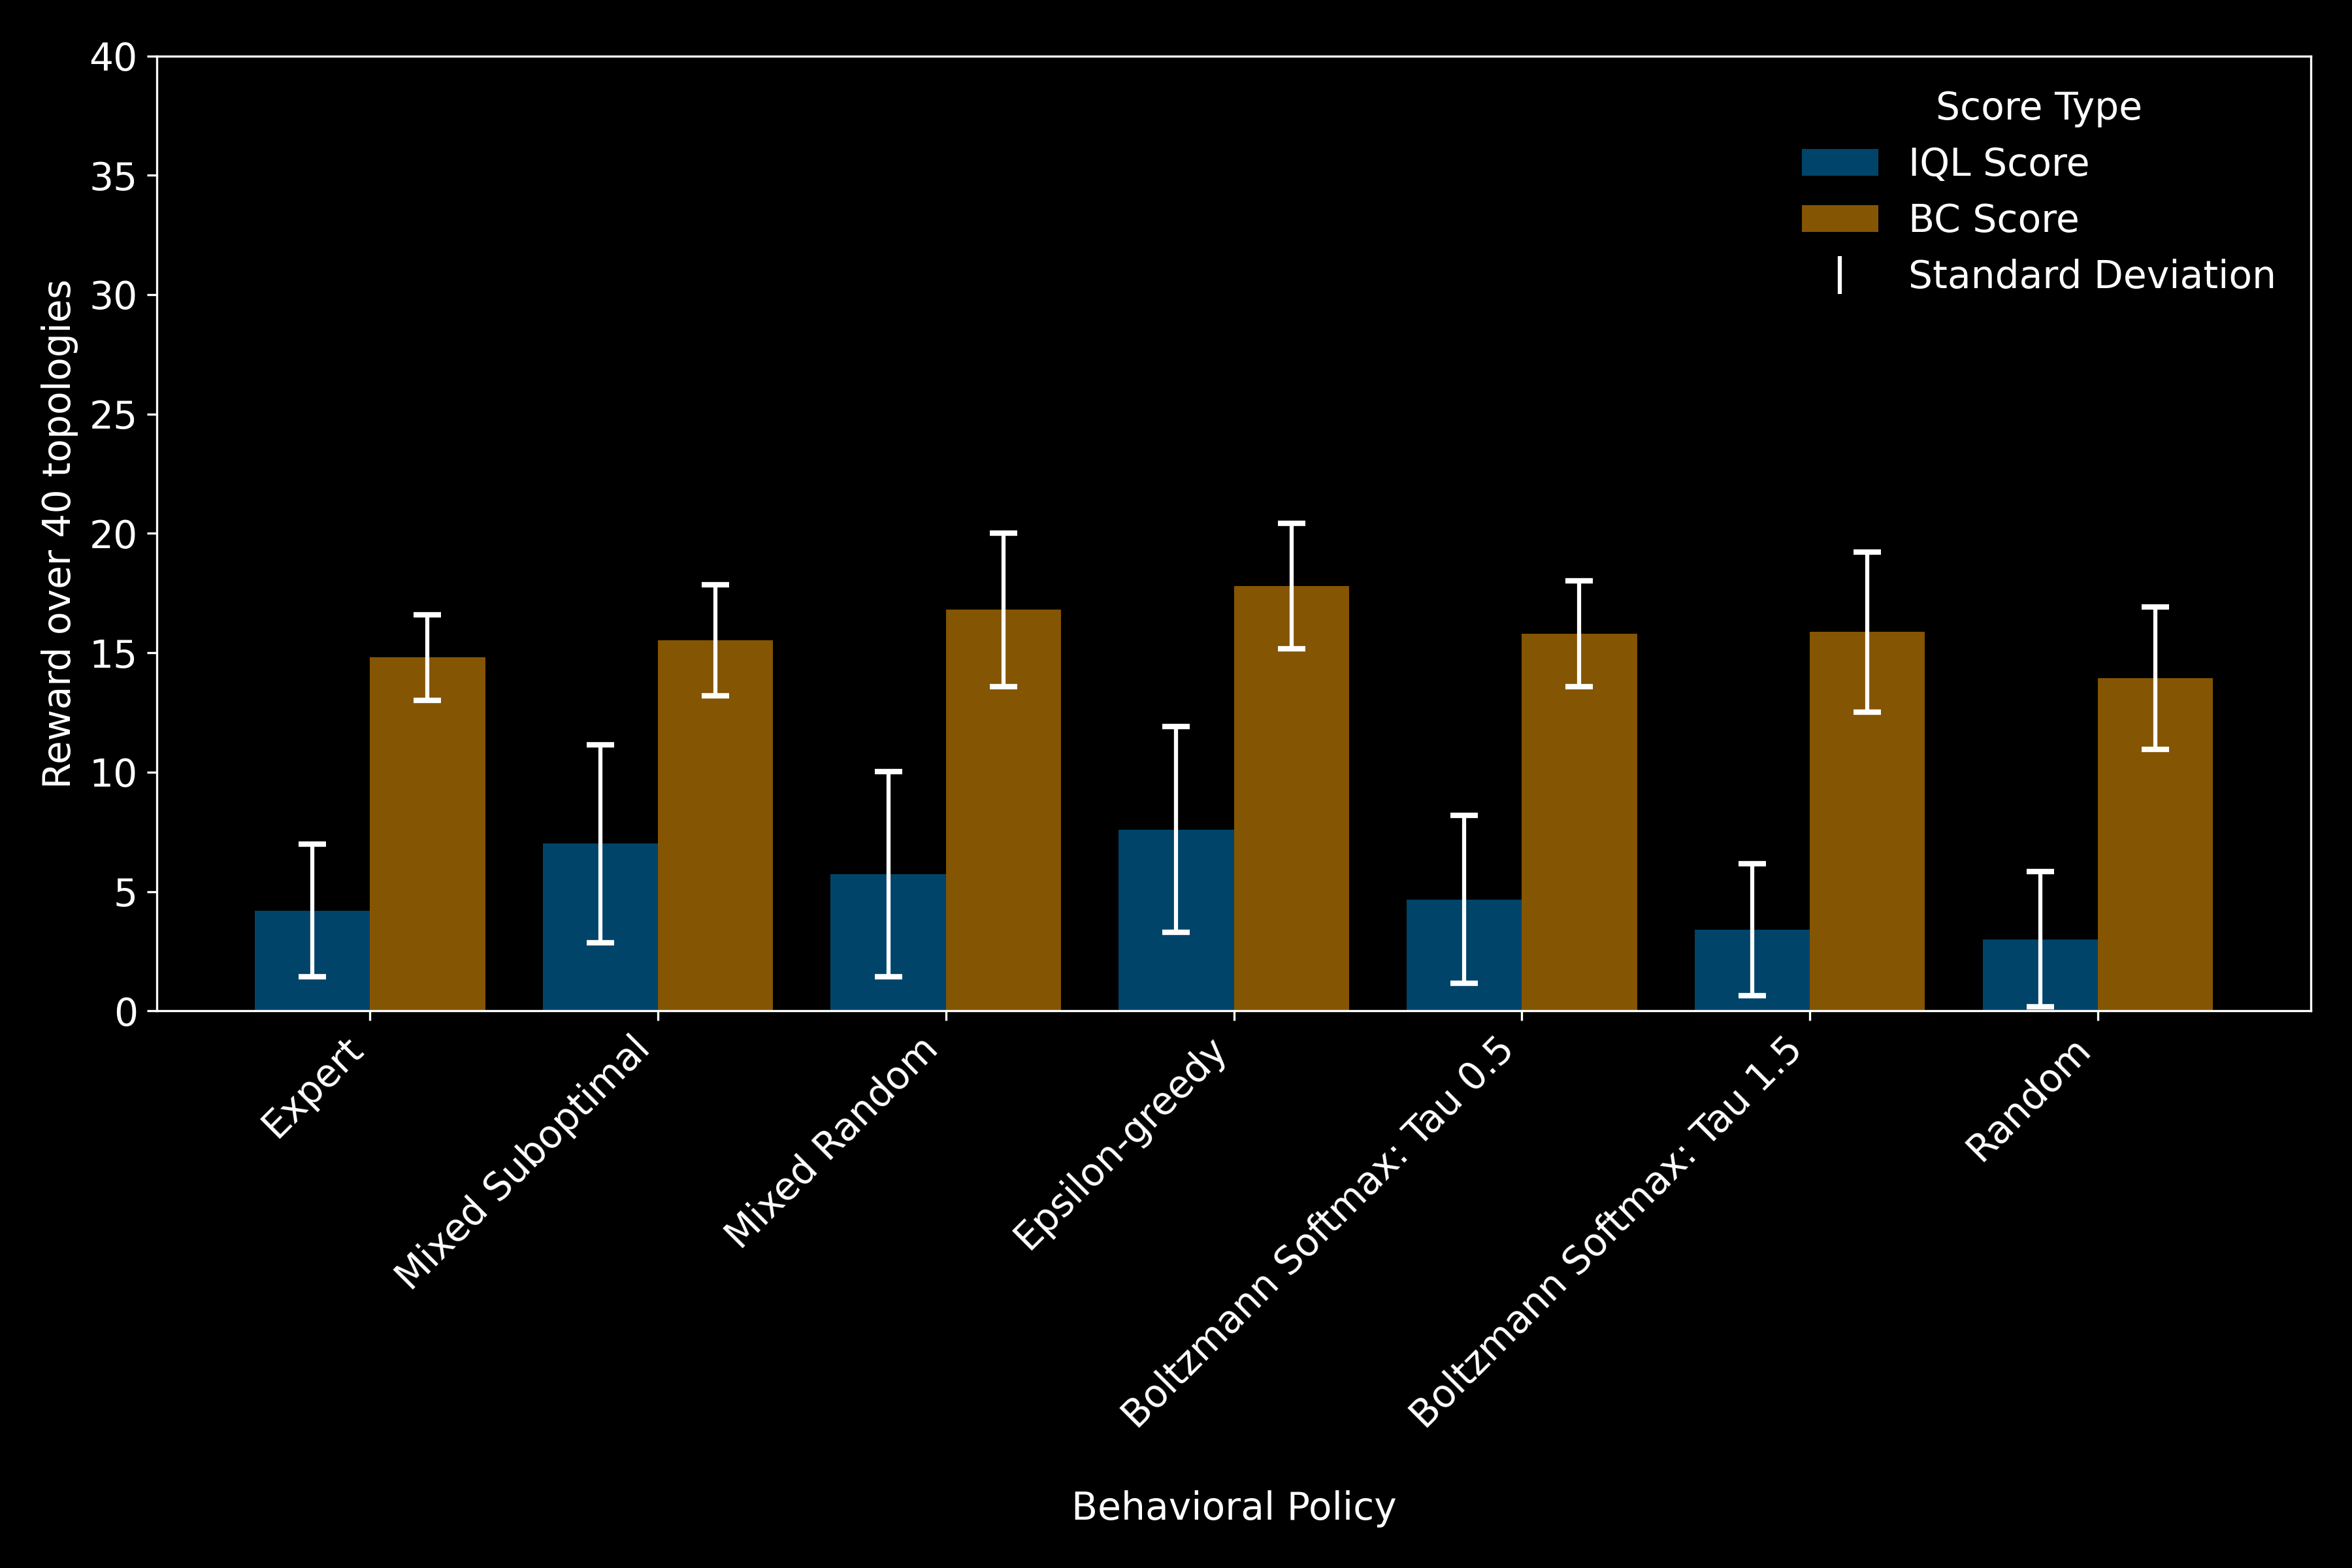 Score Type
IQL Score
BC Score
Standard Deviation
Reward over 40 topologies
40
35
30
25
20
15
10
5
0
Expert
Mixed Suboptimal
Mixed Random
Epsilon-greedy
Boltzmann Softmax: Tau 0.5
Boltzmann Softmax: Tau 1.5
Random
Behavioral Policy